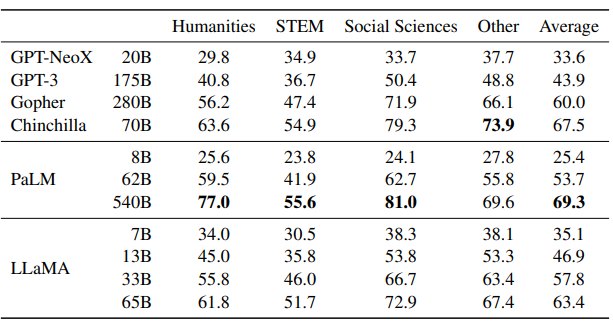 Humanities STEM Social Sciences Other Average
GPT-NeoX 20B 29.8 34.9 33.7 37.7 33.6
GPT-3 175B 40.8 36.7 50.4 48.8 43.9
Gopher 280B 56.2 47.4 71.9 66.1 60.0
Chinchilla 70B 63.6 54.9 79.3 73.9 67.5
8B 25.6 23.8 24.1 27.8 25.4
PaLM 62B 59.5 41.9 62.7 55.8 53.7
540B 77.0 55.6 81.0 69.6 69.3
7B 34.0 30.5 38.3 38.1 35.1
LLaMA 13B 45.0 35.8 53.8 53.3 46.9
33B 55.8 46.0 66.7 63.4 57.8
65B 61.8 51.7 72.9 67.4 63.4